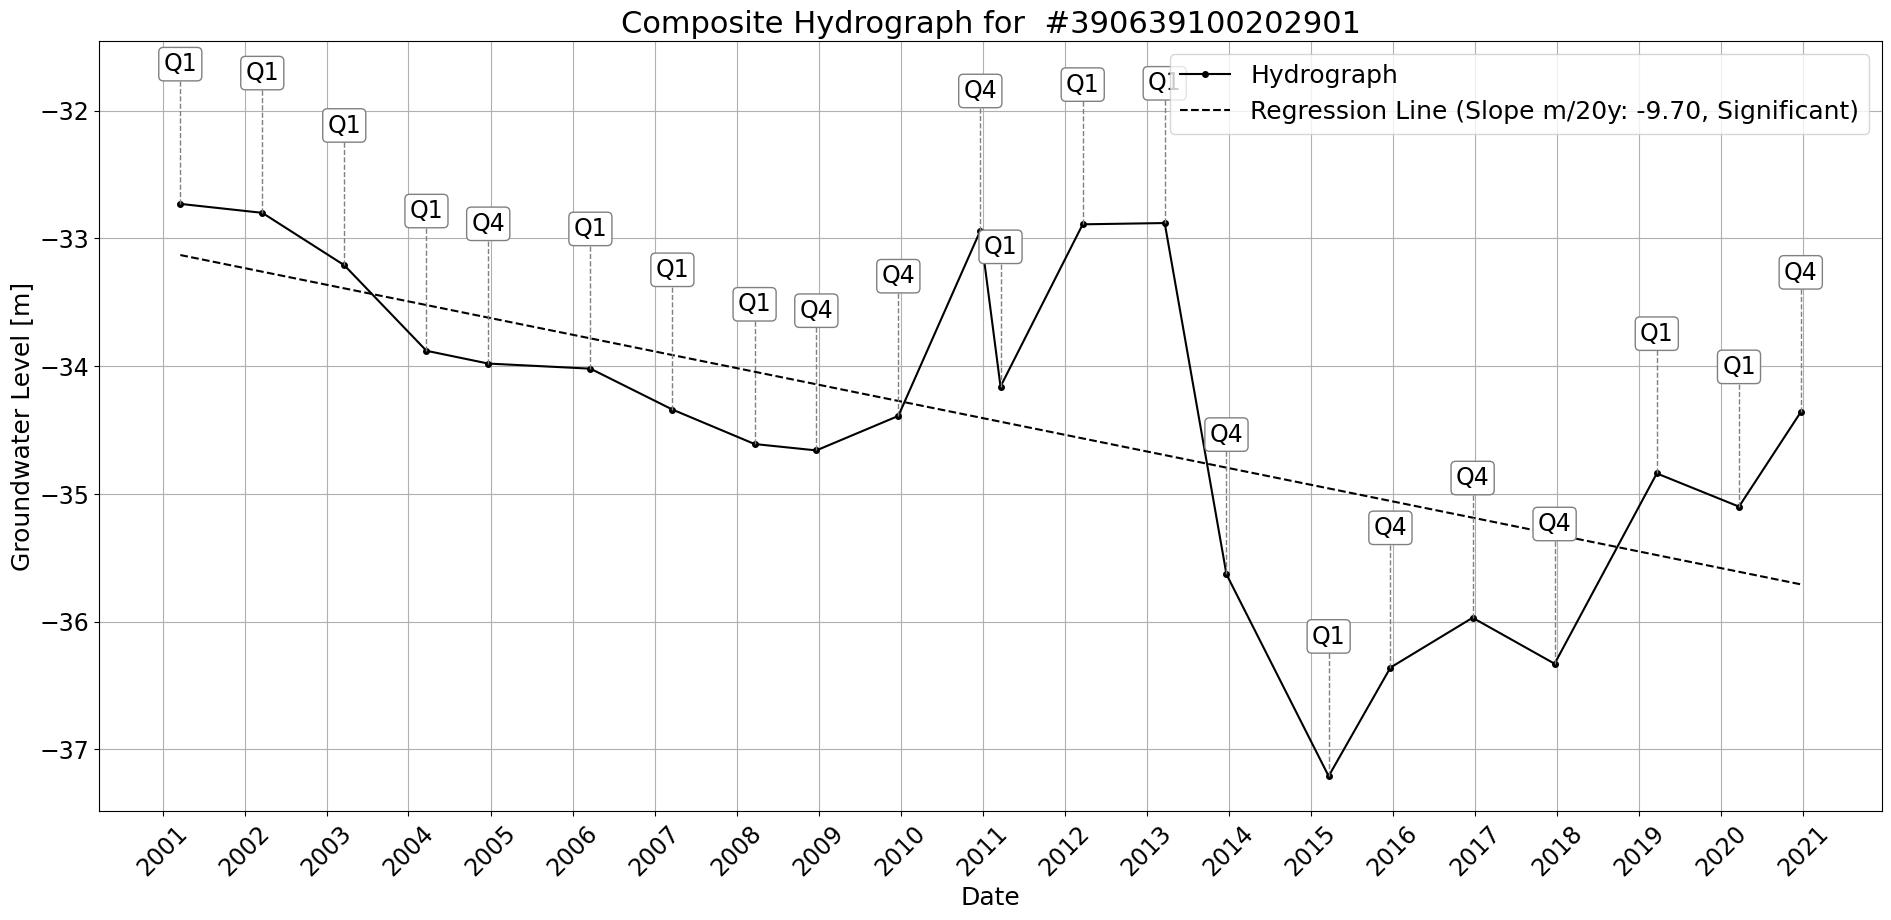 Composite Hydrograph for  #390639100202901
Hydrograph
Regression Line (Slope m/20y: -9.70, Significant)
Groundwater Level [m]
−32
−33
−34
−35
−36
−37
Q1
Q1
Q1
Q1
Q4
Q1
Q1
Q1
Q4
Q4
Q4
Q1
Q1
Q1
Q4
Q1
Q4
Q4
Q4
Q1
Q1
Q4
2001
2002
2003
2004
2005
2006
2007
2008
2009
2010
2011
2012
2013
2014
2015
2016
2017
2018
2019
2020
2021
Date